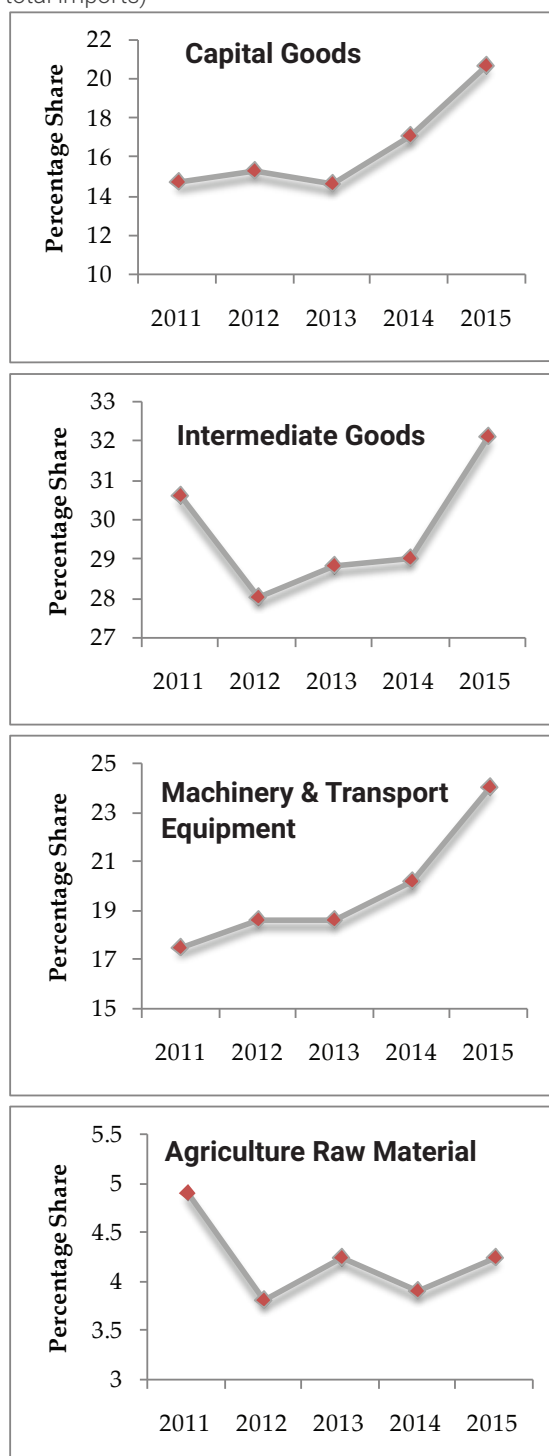 total imports)
Capital Goods
Percentage Share
22
20
18
16
14
12
10
2011 2012 2013 2014 2015
Intermediate Goods
Percentage Share
33
32
31
30
29
28
27
2011 2012 2013 2014 2015
Machinery & Transport
Equipment
Percentage Share
25
23
21
19
17
15
2011 2012 2013 2014 2015
Agriculture Raw Material
Percentage Share
5.5
5
4.5
4
3.5
3
2011 2012 2013 2014 2015